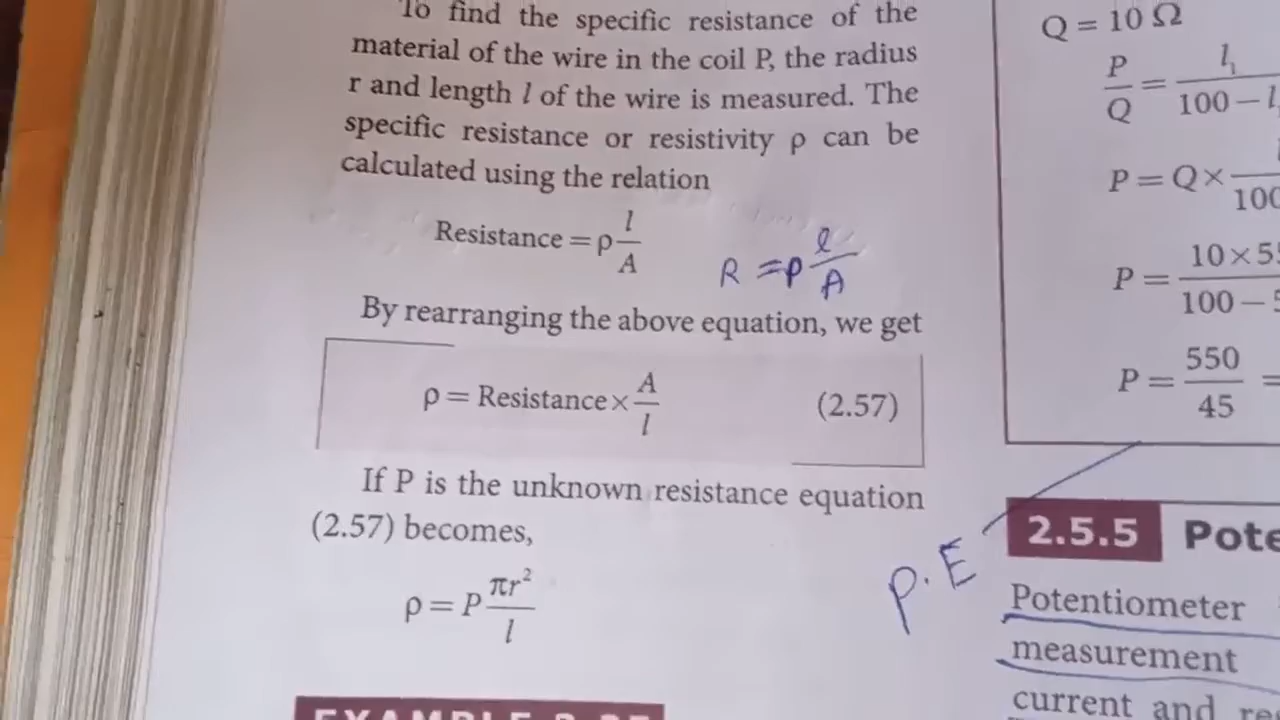 To find the specific resistance of the
material of the wire in the coil P, the radius
r and length l of the wire is measured. The
specific resistance or resistivity ρ can be
calculated using the relation
Resistance = ρ l/A
R = ρ l/A
By rearranging the above equation, we get
ρ = Resistance × A/l (2.57)
If P is the unknown resistance equation
(2.57) becomes,
ρ = P πr²/l
Q = 10 Ω
P/Q = l₁/100 – l
P = Q ×
P = 10 × 5
100 –
P = 550/45 =
P.E
2.5.5
Potentiometer
measurement
current and